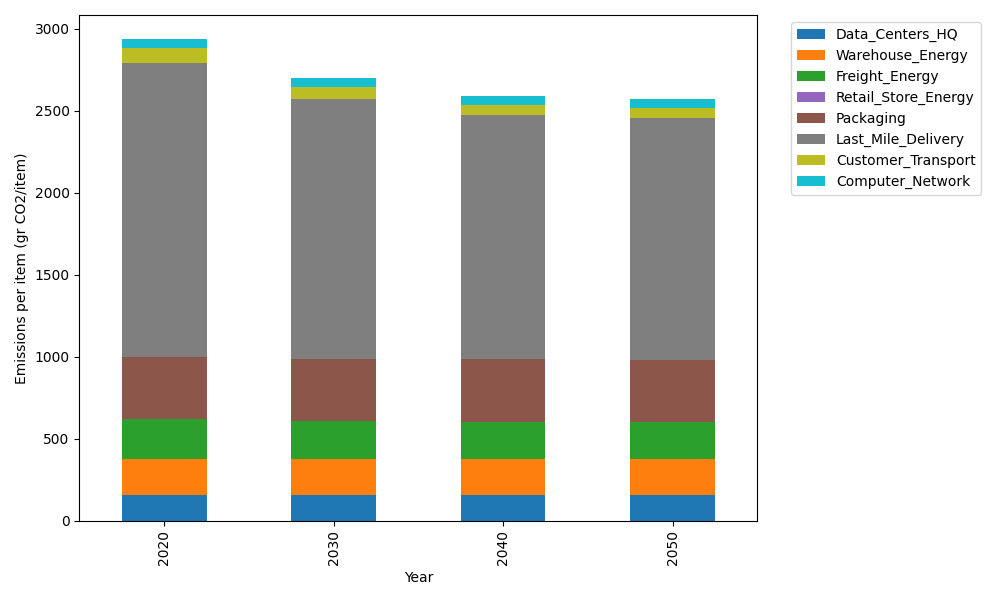 Emissions per item (gr CO2/item)
3000
2500
2000
1500
1000
500
0
2020
2030
2040
2050
Year
Data_Centers_HQ
Warehouse_Energy
Freight_Energy
Retail_Store_Energy
Packaging
Last_Mile_Delivery
Customer_Transport
Computer_Network